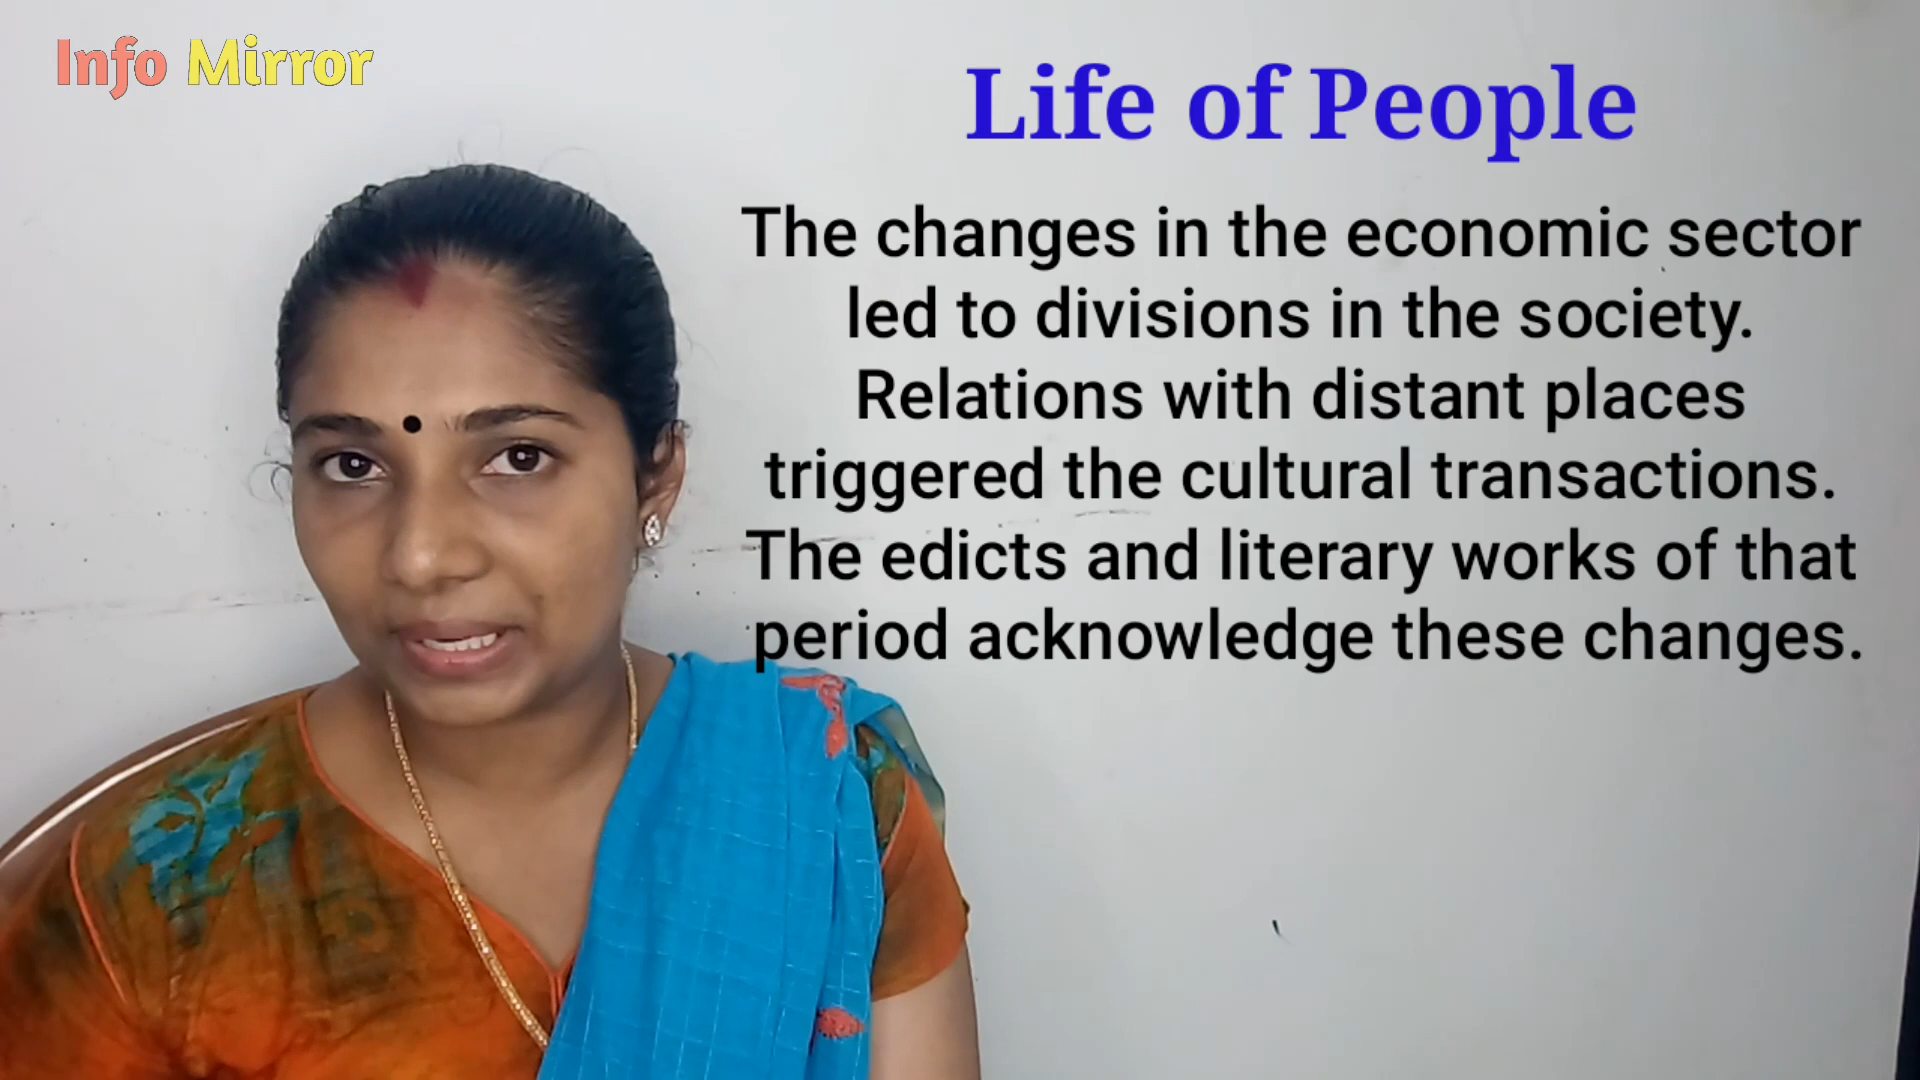 Info Mirror
Life of People
The changes in the economic sector
led to divisions in the society.
Relations with distant places
triggered the cultural transactions.
The edicts and literary works of that
period acknowledge these changes.